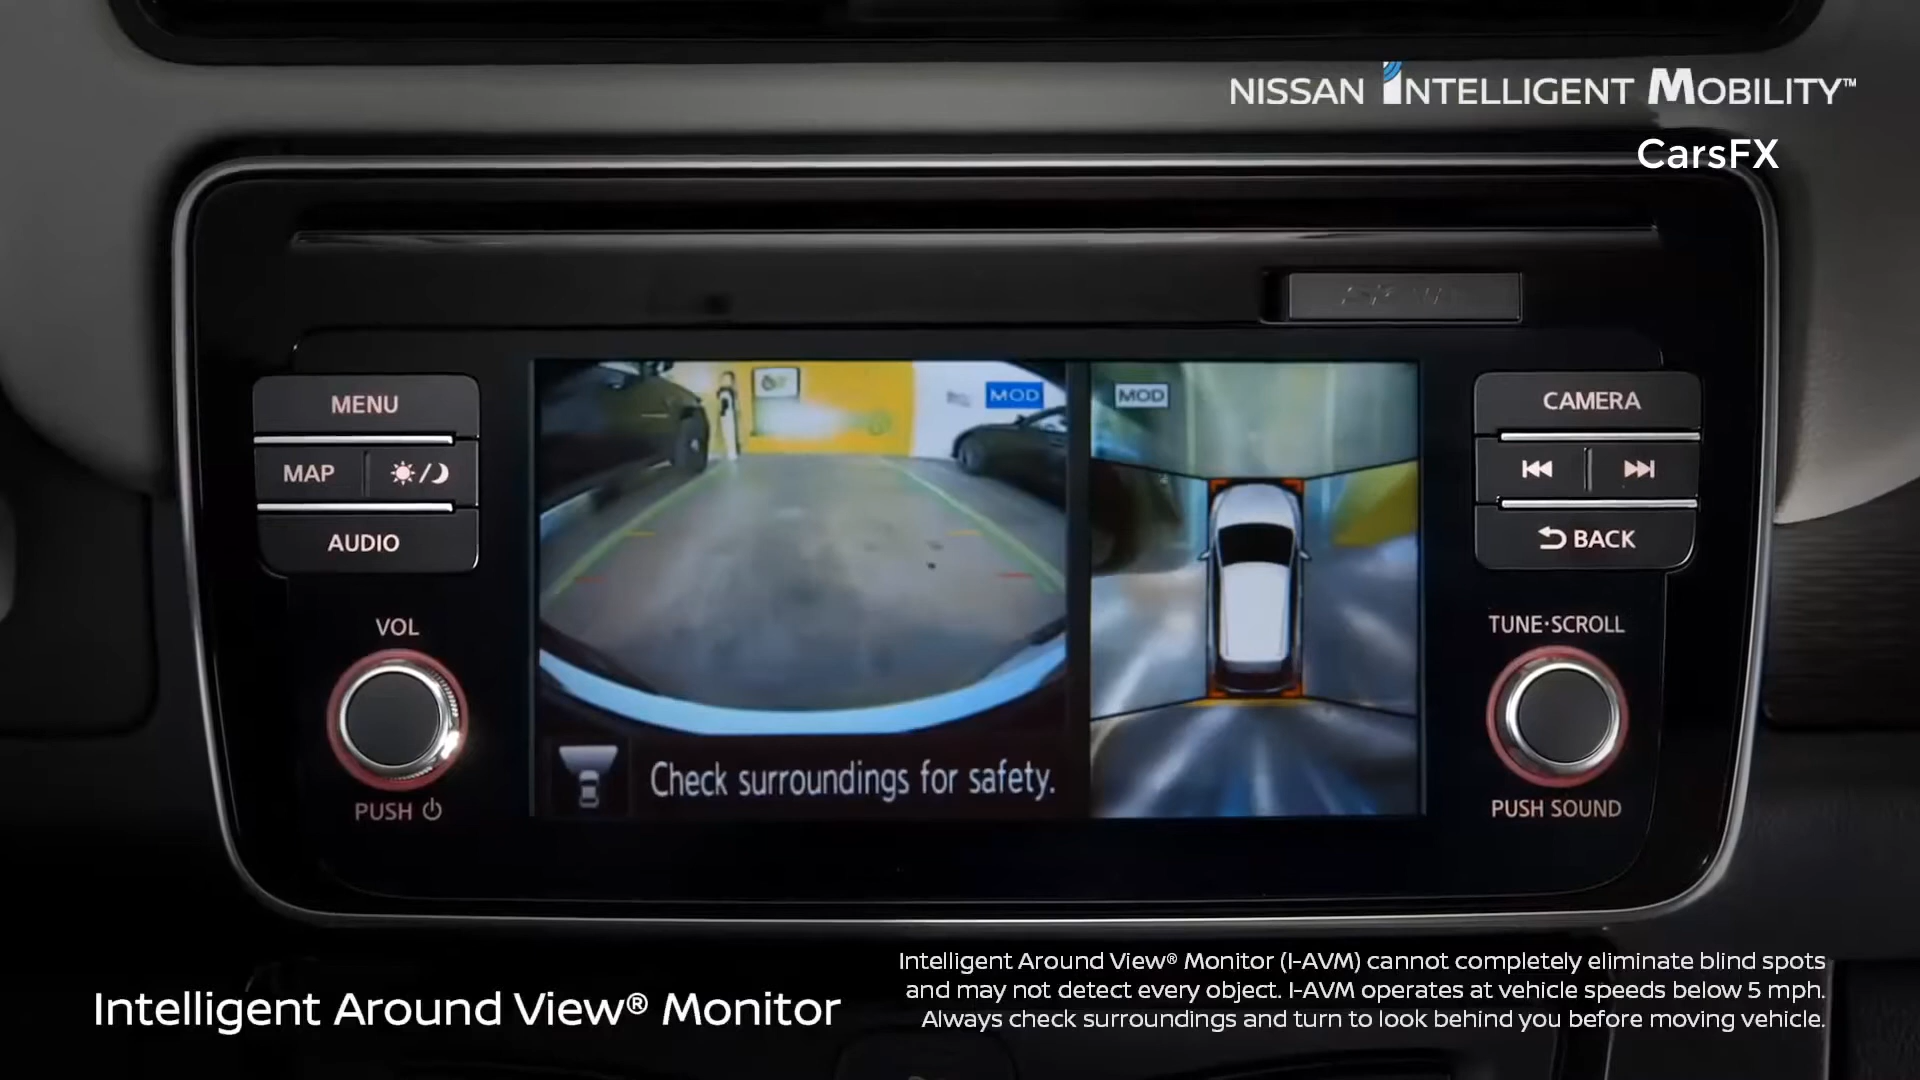 NISSAN INTELLIGENT MOBILITY™
CarsFX
MENU
MAP
AUDIO
VOL
PUSH
MOD
MOD
Check surroundings for safety.
CAMERA
BACK
TUNE·SCROLL
PUSH SOUND
Intelligent Around View® Monitor
Intelligent Around View® Monitor (I-AVM) cannot completely eliminate blind spots
and may not detect every object. I-AVM operates at vehicle speeds below 5 mph.
Always check surroundings and turn to look behind you before moving vehicle.